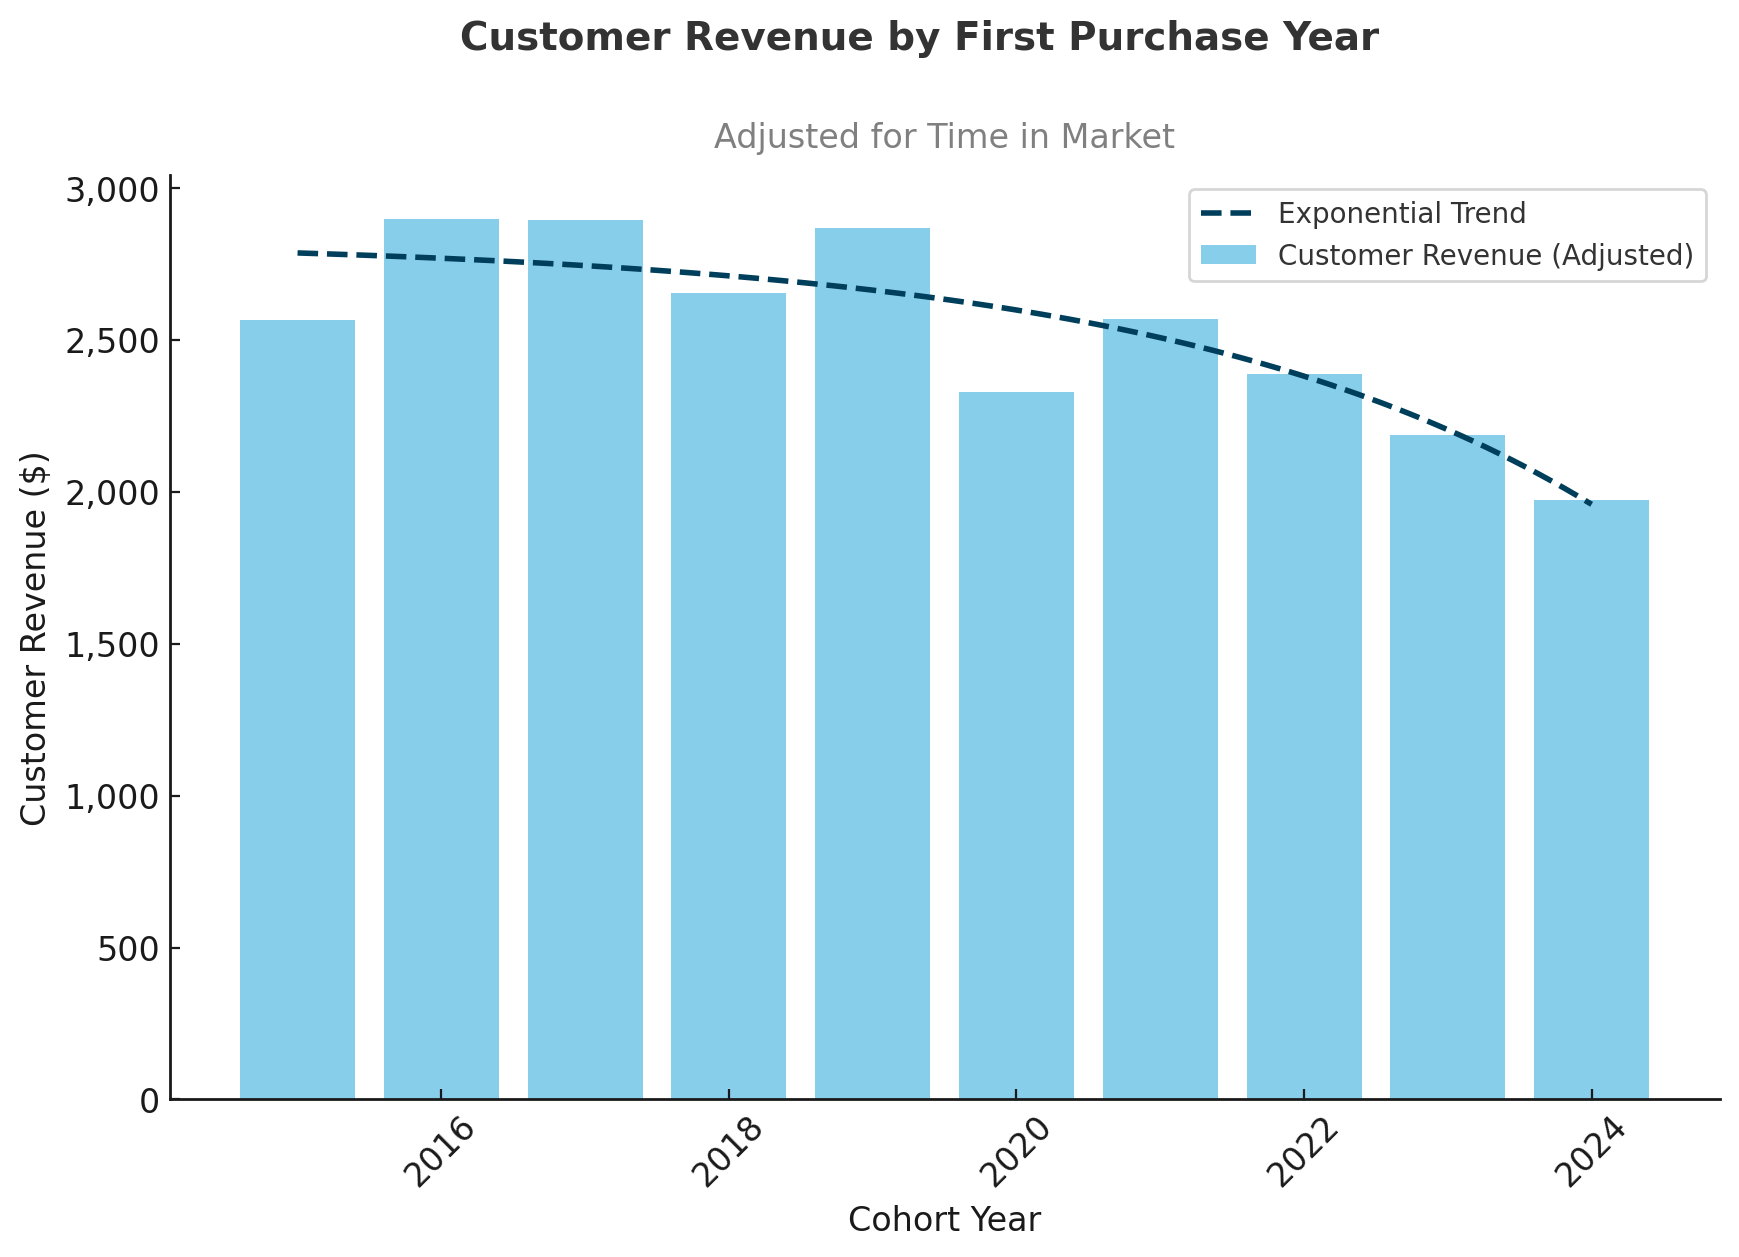 Customer Revenue by First Purchase Year
Adjusted for Time in Market
Exponential Trend
Customer Revenue (Adjusted)
Customer Revenue ($)
3,000
2,500
2,000
1,500
1,000
500
0
2016
2018
2020
2022
2024
Cohort Year